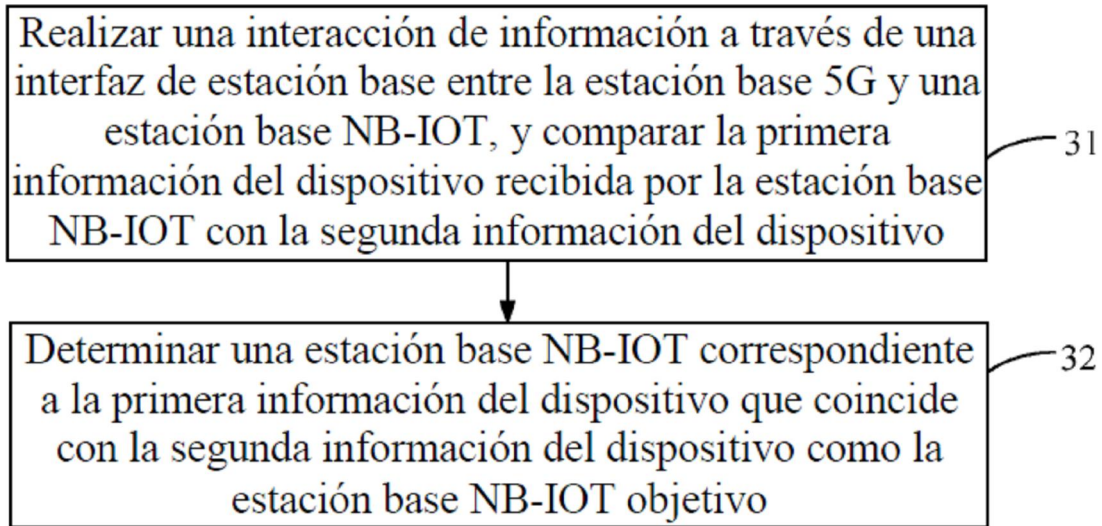 Realizar una interacción de información a través de una
interfaz de estación base entre la estación base 5G y una
estación base NB-IOT, y comparar la primera
información del dispositivo recibida por la estación base
NB-IOT con la segunda información del dispositivo
31
Determinar una estación base NB-IOT correspondiente
a la primera información del dispositivo que coincide
con la segunda información del dispositivo como la
estación base NB-IOT objetivo
32